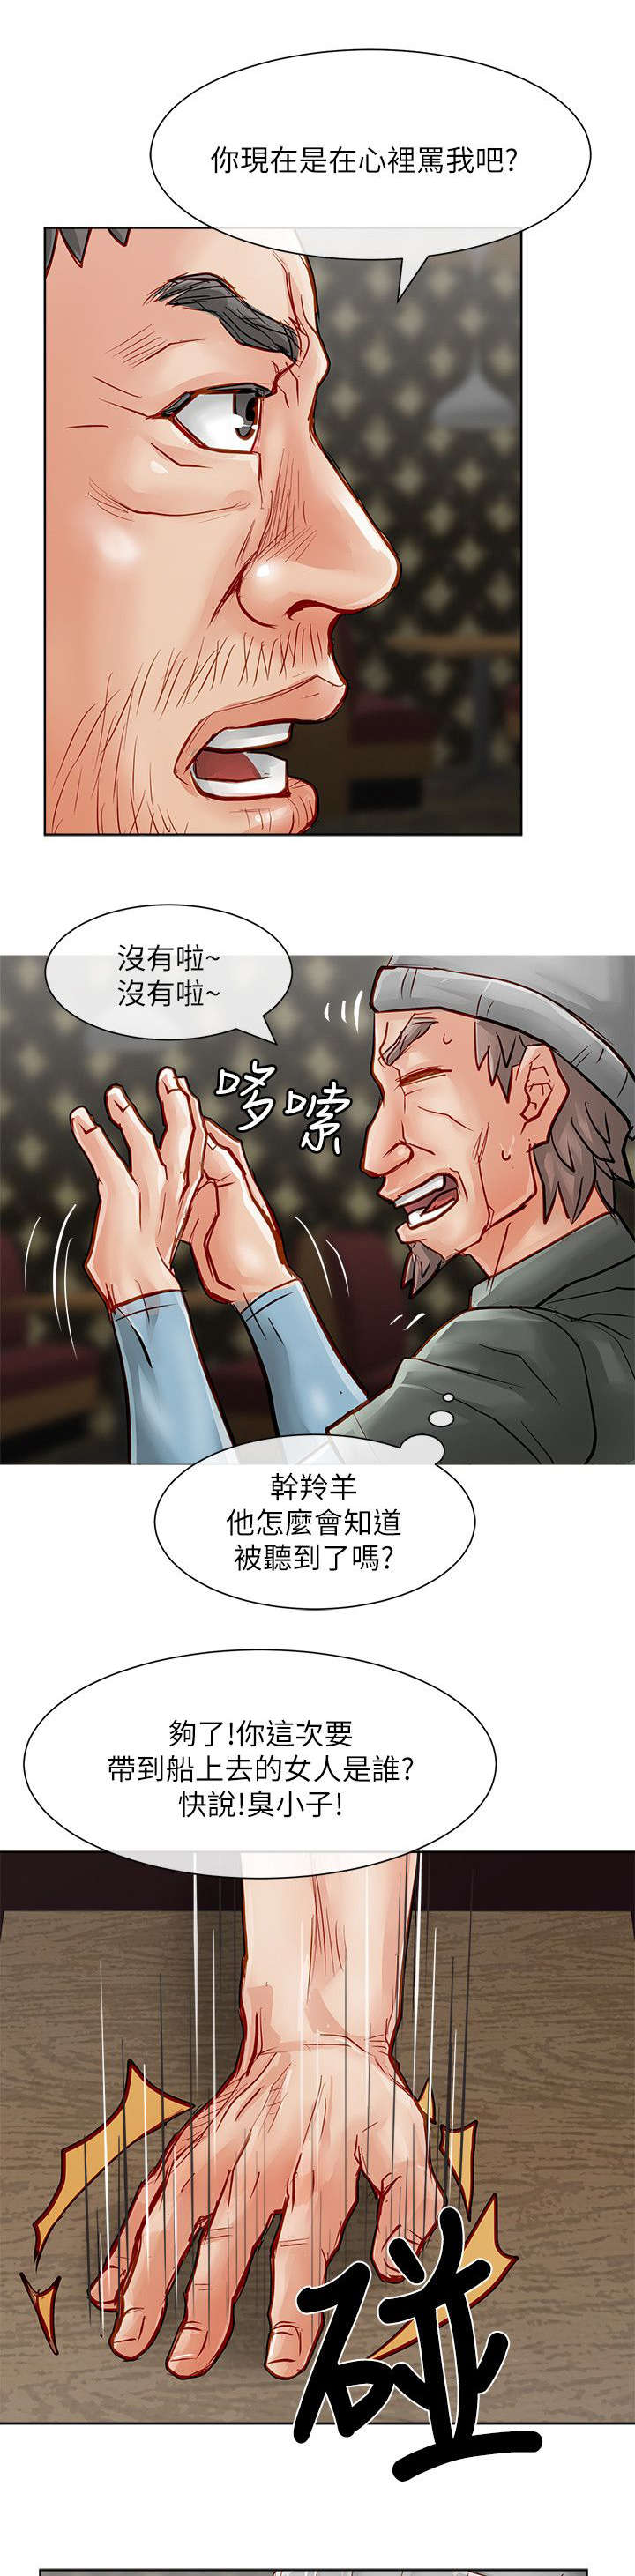 你現在是在心裡罵我吧?
沒有啦~
沒有啦~
哆嗦
幹羚羊
他怎麼會知道
被聽到了嗎?
夠了!你這次要
帶到船上去的女人是誰?
快說!臭小子!
碰